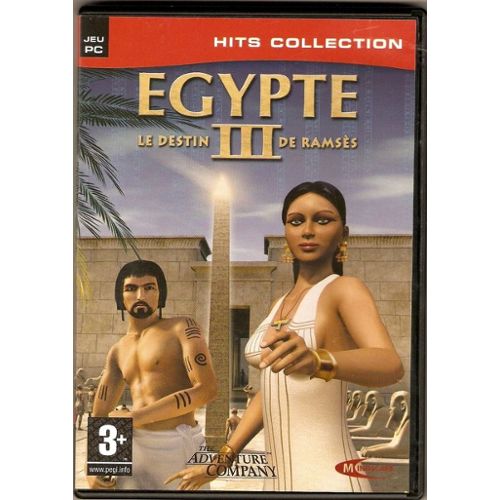 JEU
PC
HITS COLLECTION
EGYPTE
III
LE DESTIN DE RAMSÈS
3+
www.pegi.info
THE
ADVENTURE
COMPANY